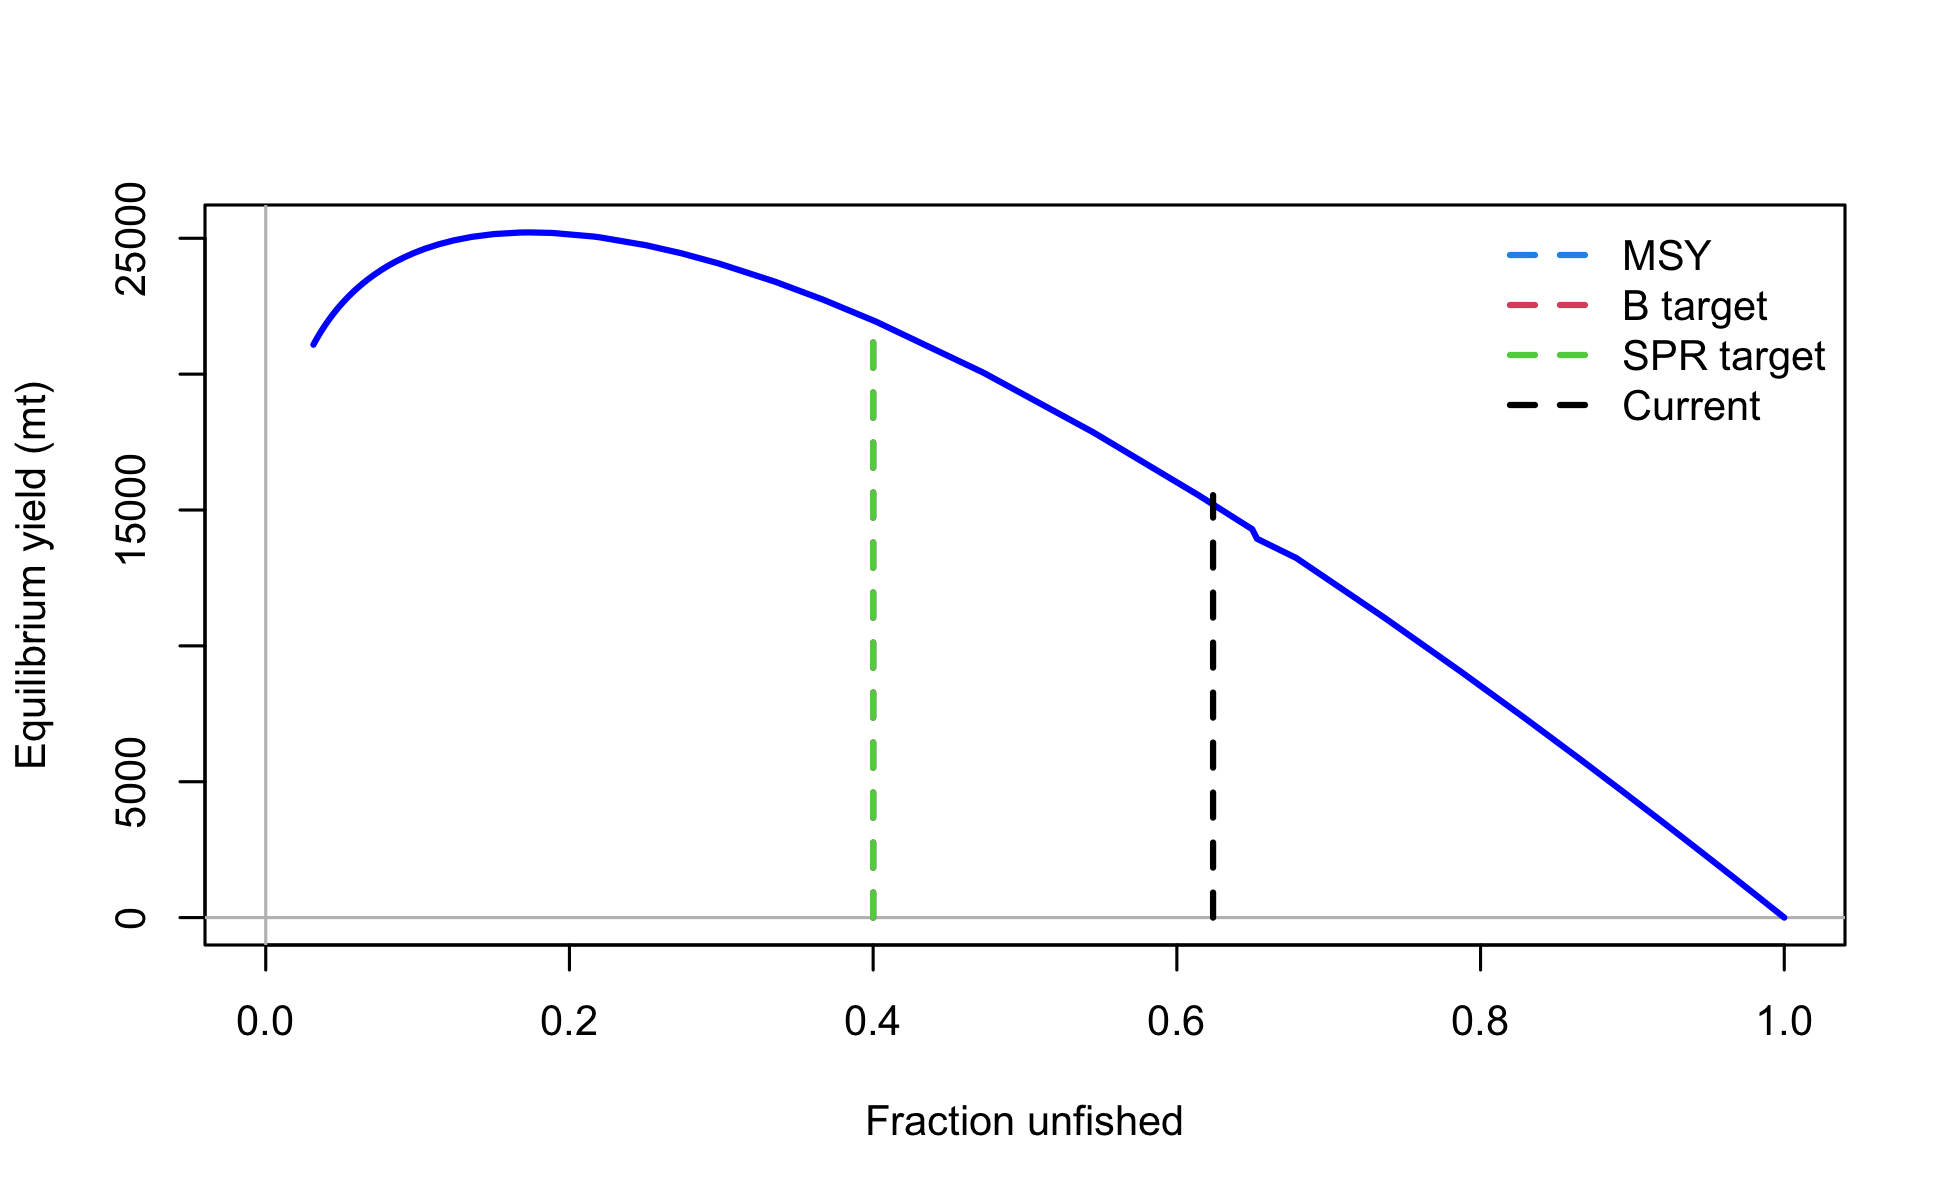 Equilibrium yield (mt)
25000
15000
5000
0
MSY
B target
SPR target
Current
0.0 0.2 0.4 0.6 0.8 1.0
Fraction unfished